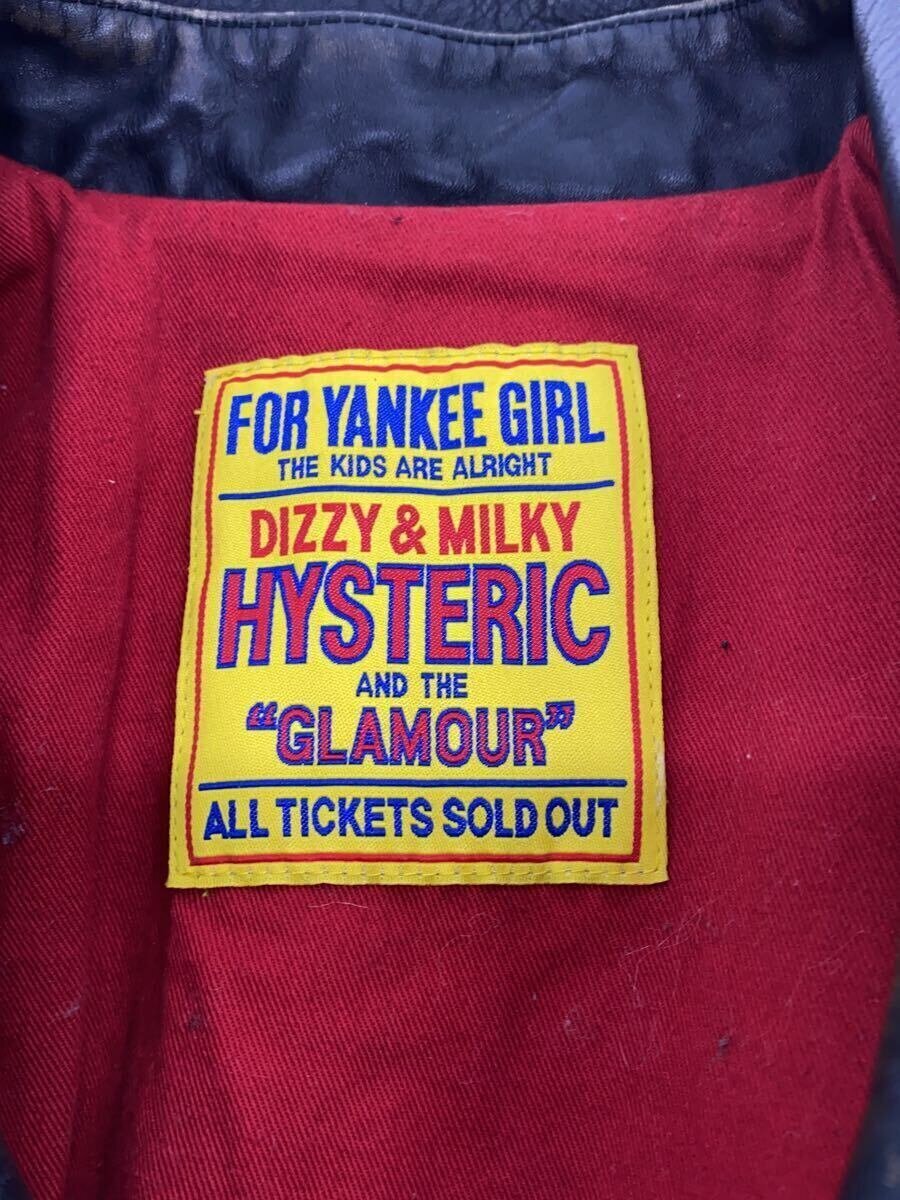 FOR YANKEE GIRL
THE KIDS ARE ALRIGHT
DIZZY & MILKY
HYSTERIC
AND THE
“GLAMOUR”
ALL TICKETS SOLD OUT